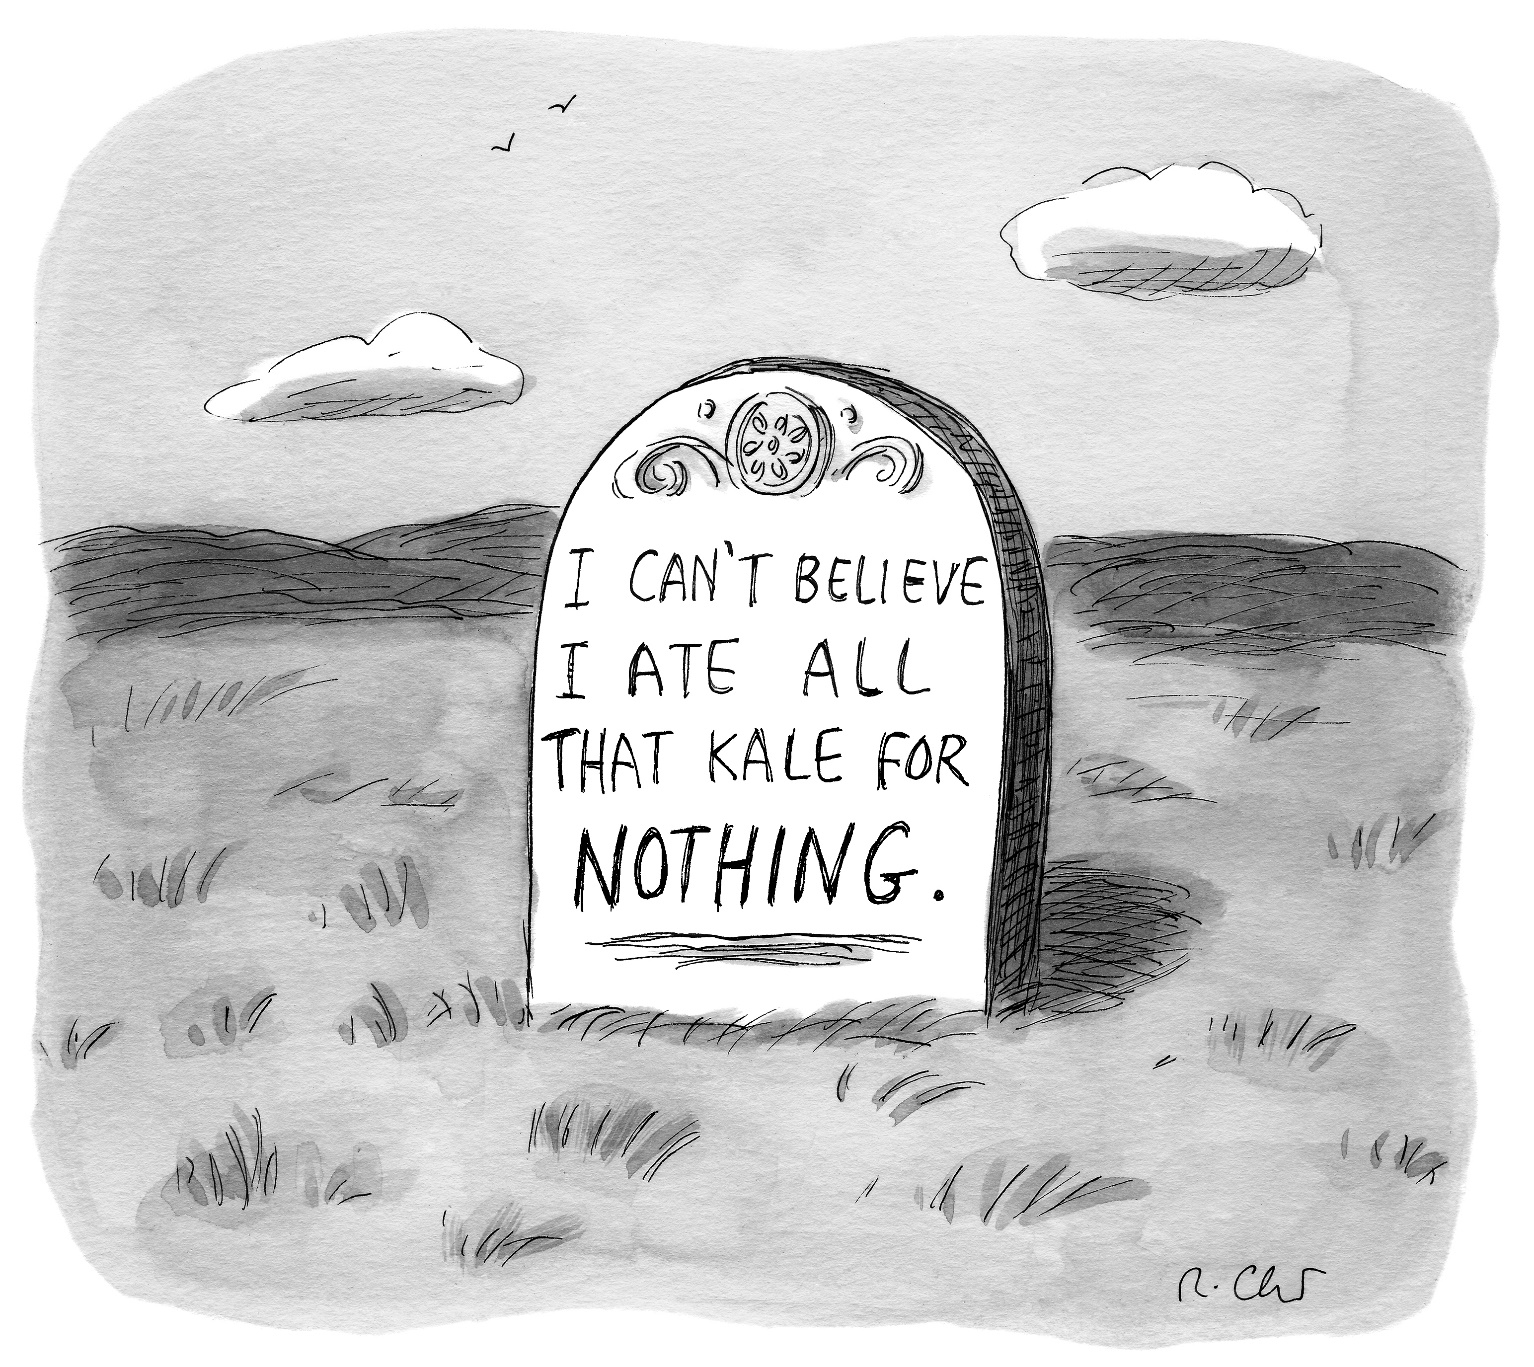 I CAN'T BELIEVE
I ATE ALL
THAT KALE FOR
NOTHING.
R. Ch